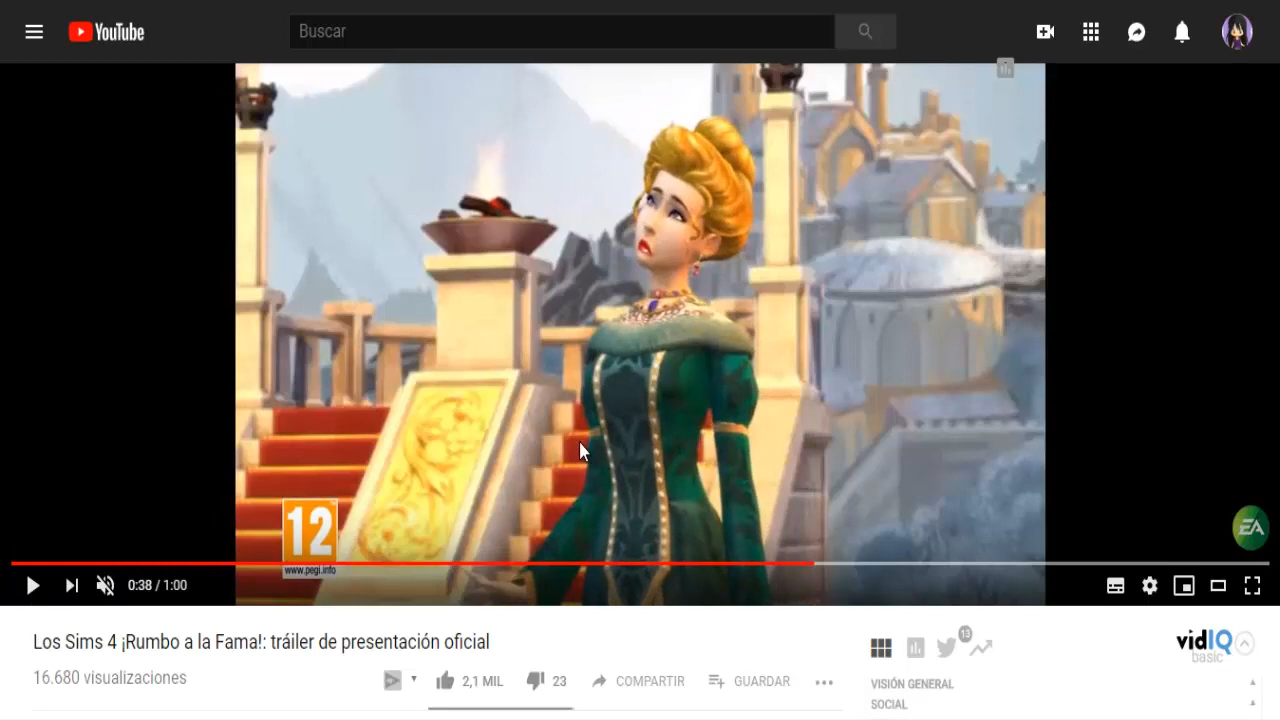 YouTube
Buscar
12
www.pegi.info
EA
0:38 / 1:00
Los Sims 4 ¡Rumbo a la Fama!: tráiler de presentación oficial
16.680 visualizaciones
2,1 MIL
23
COMPARTIR
GUARDAR
13
vidIQ
basic
VISIÓN GENERAL
SOCIAL